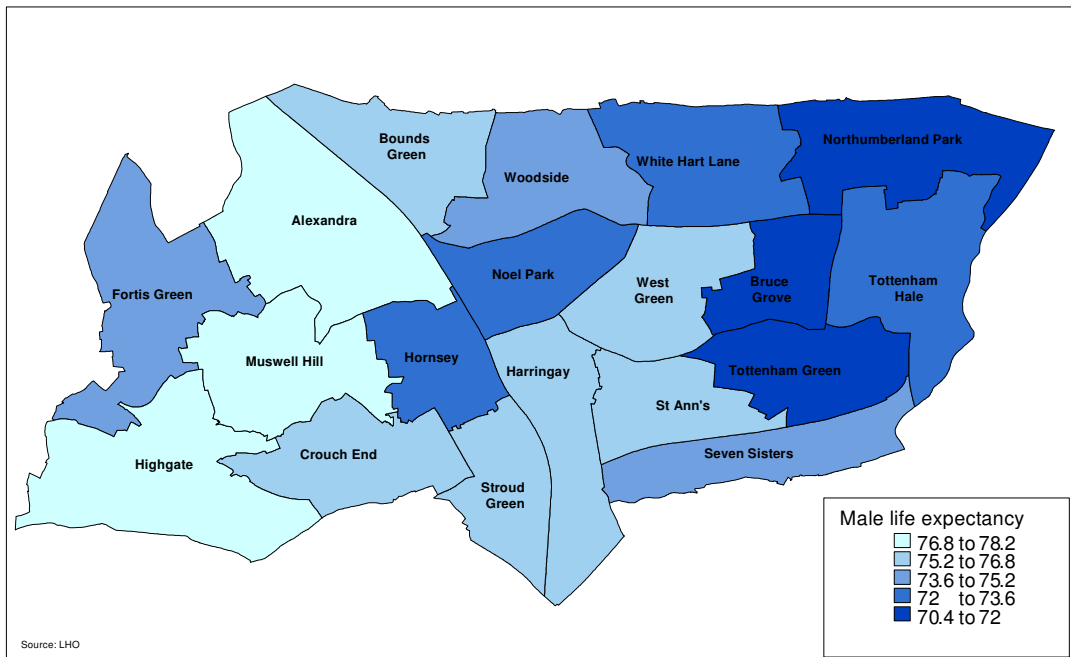 Bounds
Green
Northumberland Park
White Hart Lane
Woodside
Alexandra
Noel Park
West
Green
Bruce
Grove
Tottenham
Hale
Fortis Green
Muswell Hill
Hornsey
Harringay
Tottenham Green
St Ann's
Crouch End
Seven Sisters
Highgate
Stroud
Green
Male life expectancy
76.8 to 78.2
75.2 to 76.8
73.6 to 75.2
72 to 73.6
70.4 to 72
Source: LHO